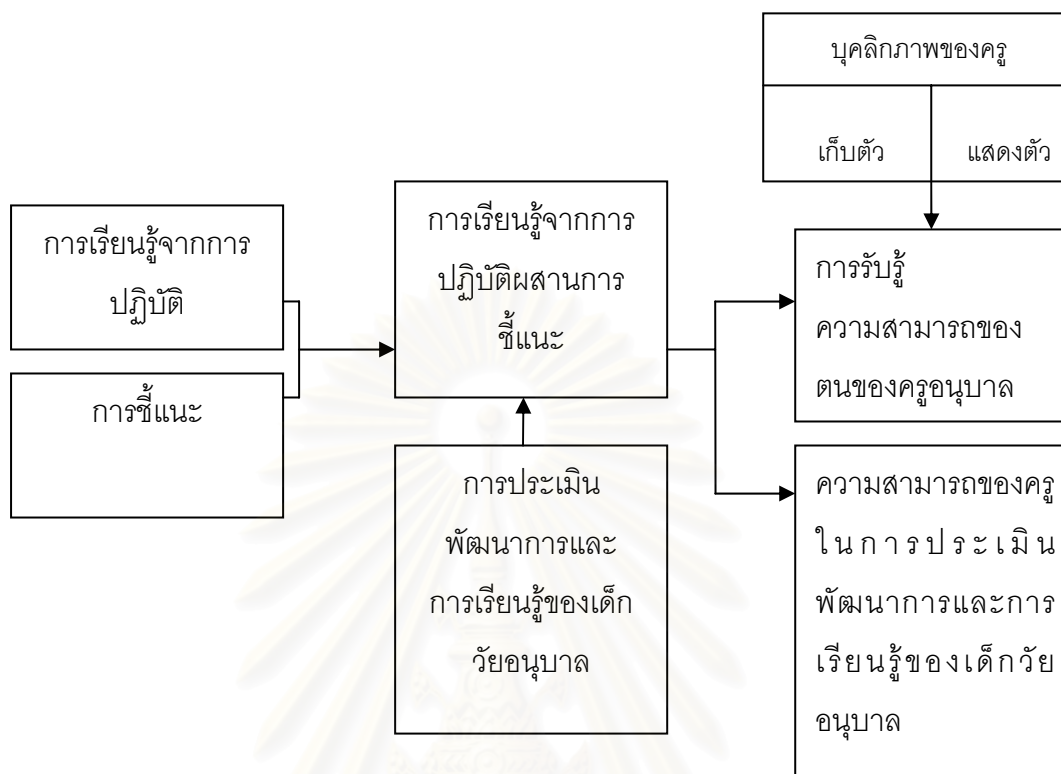 บุคลิกภาพของครู
เก็บตัว
แสดงตัว
การเรียนรู้จากการ
ปฏิบัติ
การชี้แนะ
การเรียนรู้จากการ
ปฏิบัติผสานการ
ชี้แนะ
การประเมิน
พัฒนาการและ
การเรียนรู้ของเด็ก
วัยอนุบาล
การรับรู้
ความสามารถของ
ตนของครูอนุบาล
ความสามารถของครู
ในการประเมิน
พัฒนาการและการ
เรียนรู้ของเด็กวัย
อนุบาล